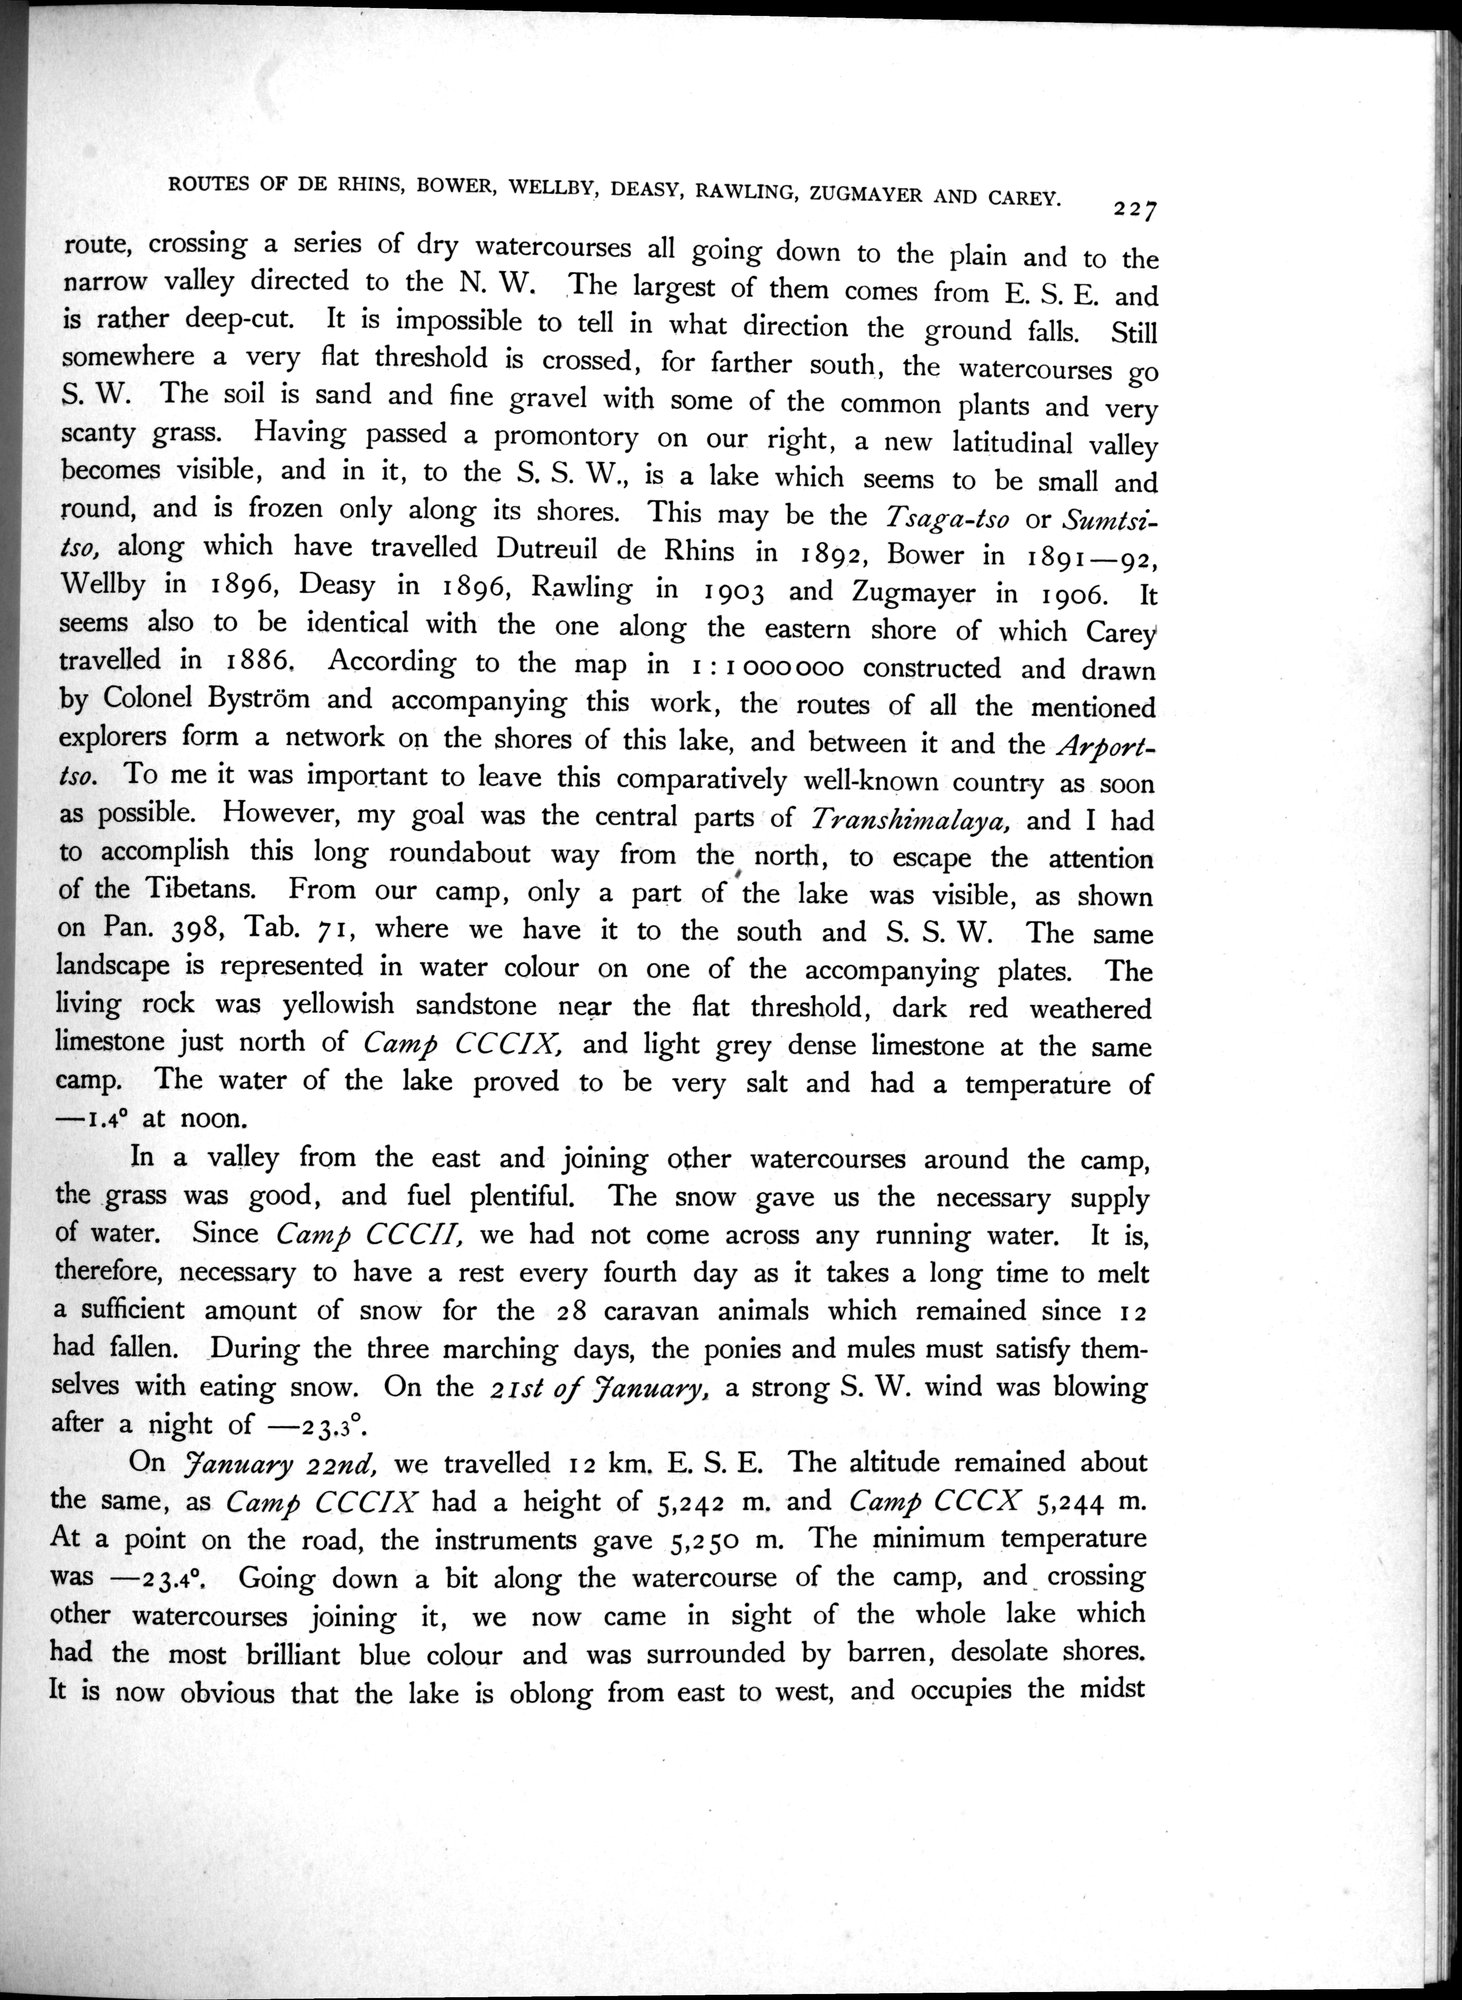 ROUTES OF DE RHINS, BOWER, WELLBY, DEASY, RAWLING, ZUGMAYER AND CAREY. 227
route, crossing a series of dry watercourses all going down to the plain and to the
narrow valley directed to the N. W. The largest of them comes from E. S. E. and
is rather deep-cut. It is impossible to tell in what direction the ground falls. Still
somewhere a very flat threshold is crossed, for farther south, the watercourses go
S. W. The soil is sand and fine gravel with some of the common plants and very
scanty grass. Having passed a promontory on our right, a new latitudinal valley
becomes visible, and in it, to the S. S. W., is a lake which seems to be small and
round, and is frozen only along its shores. This may be the Tsaga-tso or Sumtsi-
tso, along which have travelled Dutreuil de Rhins in 1892, Bower in 1891—92,
Wellby in 1896, Deasy in 1896, Rawling in 1903 and Zugmayer in 1906. It
seems also to be identical with the one along the eastern shore of which Carey
travelled in 1886. According to the map in 1:1000000 constructed and drawn
by Colonel Byström and accompanying this work, the routes of all the mentioned
explorers form a network on the shores of this lake, and between it and the Arport-
tso. To me it was important to leave this comparatively well-known country as soon
as possible. However, my goal was the central parts of Transhimalaya, and I had
to accomplish this long roundabout way from the north, to escape the attention
of the Tibetans. From our camp, only a part of the lake was visible, as shown
on Pan. 398, Tab. 71, where we have it to the south and S. S. W. The same
landscape is represented in water colour on one of the accompanying plates. The
living rock was yellowish sandstone near the flat threshold, dark red weathered
limestone just north of Camp CCCIX, and light grey dense limestone at the same
camp. The water of the lake proved to be very salt and had a temperature of
—1.4° at noon.
In a valley from the east and joining other watercourses around the camp,
the grass was good, and fuel plentiful. The snow gave us the necessary supply
of water. Since Camp CCCII, we had not come across any running water. It is,
therefore, necessary to have a rest every fourth day as it takes a long time to melt
a sufficient amount of snow for the 28 caravan animals which remained since 12
had fallen. During the three marching days, the ponies and mules must satisfy them-
selves with eating snow. On the 21st of January, a strong S. W. wind was blowing
after a night of —23.3°.
On January 22nd, we travelled 12 km. E. S. E. The altitude remained about
the same, as Camp CCCIX had a height of 5,242 m. and Camp CCCX 5,244 m.
At a point on the road, the instruments gave 5,250 m. The minimum temperature
was —23.4°. Going down a bit along the watercourse of the camp, and crossing
other watercourses joining it, we now came in sight of the whole lake which
had the most brilliant blue colour and was surrounded by barren, desolate shores.
It is now obvious that the lake is oblong from east to west, and occupies the midst